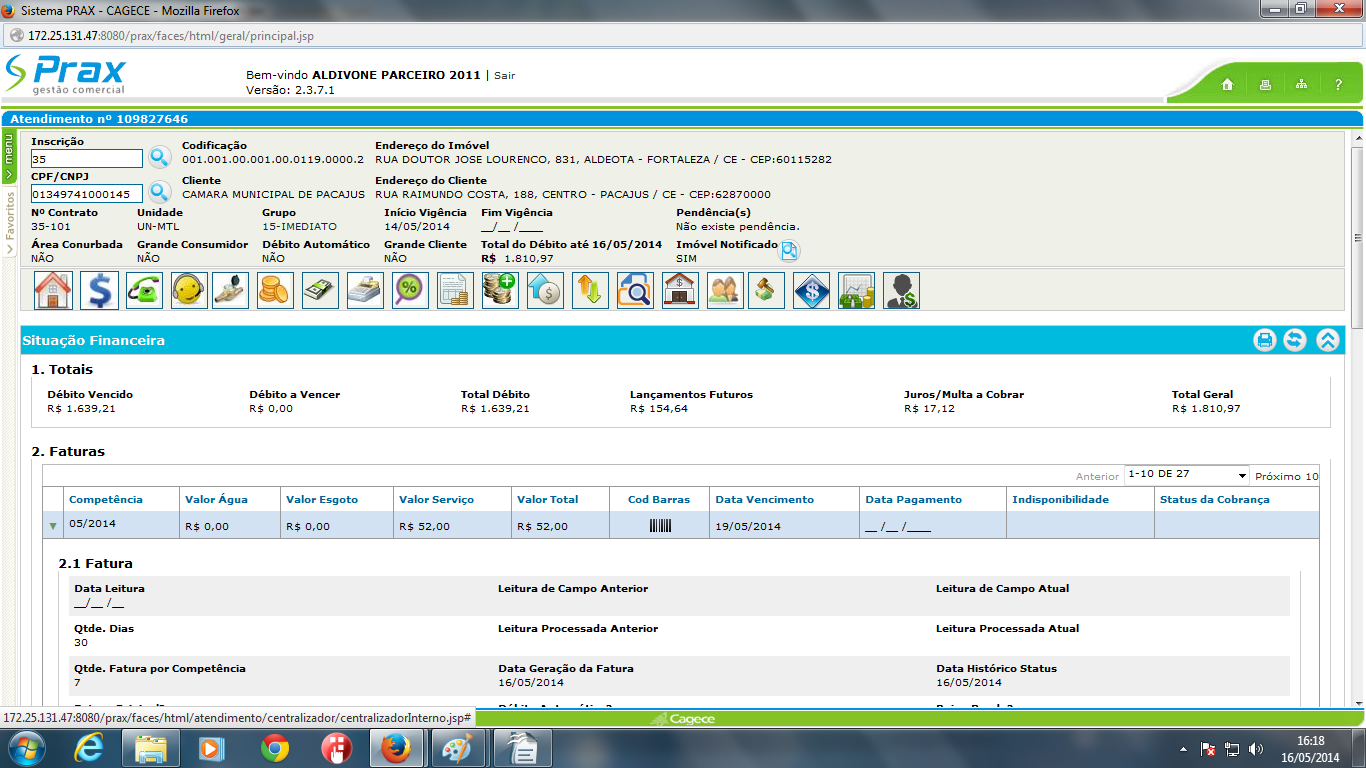 Sistema PRAX - CAGECE - Mozilla Firefox
172.25.131.47:8080/prax/faces/html/geral/principal.jsp
Prax
gestão comercial
Bem-vindo ALDIVONE PARCEIRO 2011 | Sair
Versão: 2.3.7.1
?
Atendimento nº 109827646
menu
Favoritos
Inscrição Codificação Endereço do Imóvel
35 001.001.00.001.00.0119.0000.2 RUA DOUTOR JOSE LOURENCO, 831, ALDEOTA - FORTALEZA / CE - CEP:60115282
CPF/CNPJ Cliente Endereço do Cliente
01349741000145 CAMARA MUNICIPAL DE PACAJUS RUA RAIMUNDO COSTA, 188, CENTRO - PACAJUS / CE - CEP:62870000
Nº Contrato Unidade Grupo Início Vigência Fim Vigência Pendência(s)
35-101 UN-MTL 15-IMEDIATO 14/05/2014 __/__ /____ Não existe pendência.
Área Conurbada Grande Consumidor Débito Automático Grande Cliente Total do Débito até 16/05/2014 Imóvel Notificado
NÃO NÃO NÃO NÃO R$ 1.810,97 SIM
Situação Financeira
1. Totais
Débito Vencido Débito a Vencer Total Débito Lançamentos Futuros Juros/Multa a Cobrar Total Geral
R$ 1.639,21 R$ 0,00 R$ 1.639,21 R$ 154,64 R$ 17,12 R$ 1.810,97
2. Faturas
Anterior 1-10 DE 27 Próximo 10
Competência Valor Água Valor Esgoto Valor Serviço Valor Total Cod Barras Data Vencimento Data Pagamento Indisponibilidade Status da Cobrança
05/2014 R$ 0,00 R$ 0,00 R$ 52,00 R$ 52,00 19/05/2014 __ /__ /____
2.1 Fatura
Data Leitura Leitura de Campo Anterior Leitura de Campo Atual
__/__ /__
Qtde. Dias Leitura Processada Anterior Leitura Processada Atual
30
Qtde. Fatura por Competência Data Geração da Fatura Data Histórico Status
7 16/05/2014 16/05/2014
172.25.131.47:8080/prax/faces/html/atendimento/centralizador/centralizadorInterno.jsp#
Cagece
16:18
16/05/2014